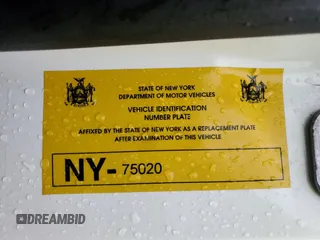 STATE OF NEW YORK
DEPARTMENT OF MOTOR VEHICLES
VEHICLE IDENTIFICATION
NUMBER PLATE
AFFIXED BY THE STATE OF NEW YORK AS A REPLACEMENT PLATE
AFTER EXAMINATION OF THIS VEHICLE
NY-75020
DREAMBID